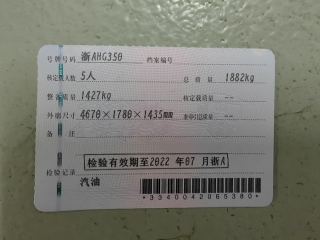 号牌号码 浙AHG350 档案编号
核定载人数 5人 总质量 1882kg
整备质量 1427kg 核定载质量 --
外廓尺寸 4670×1780×1435mm 准牵引总质量 --
备注
检验有效期至2022年07月浙A
检验记录
汽油
*3340042065380*